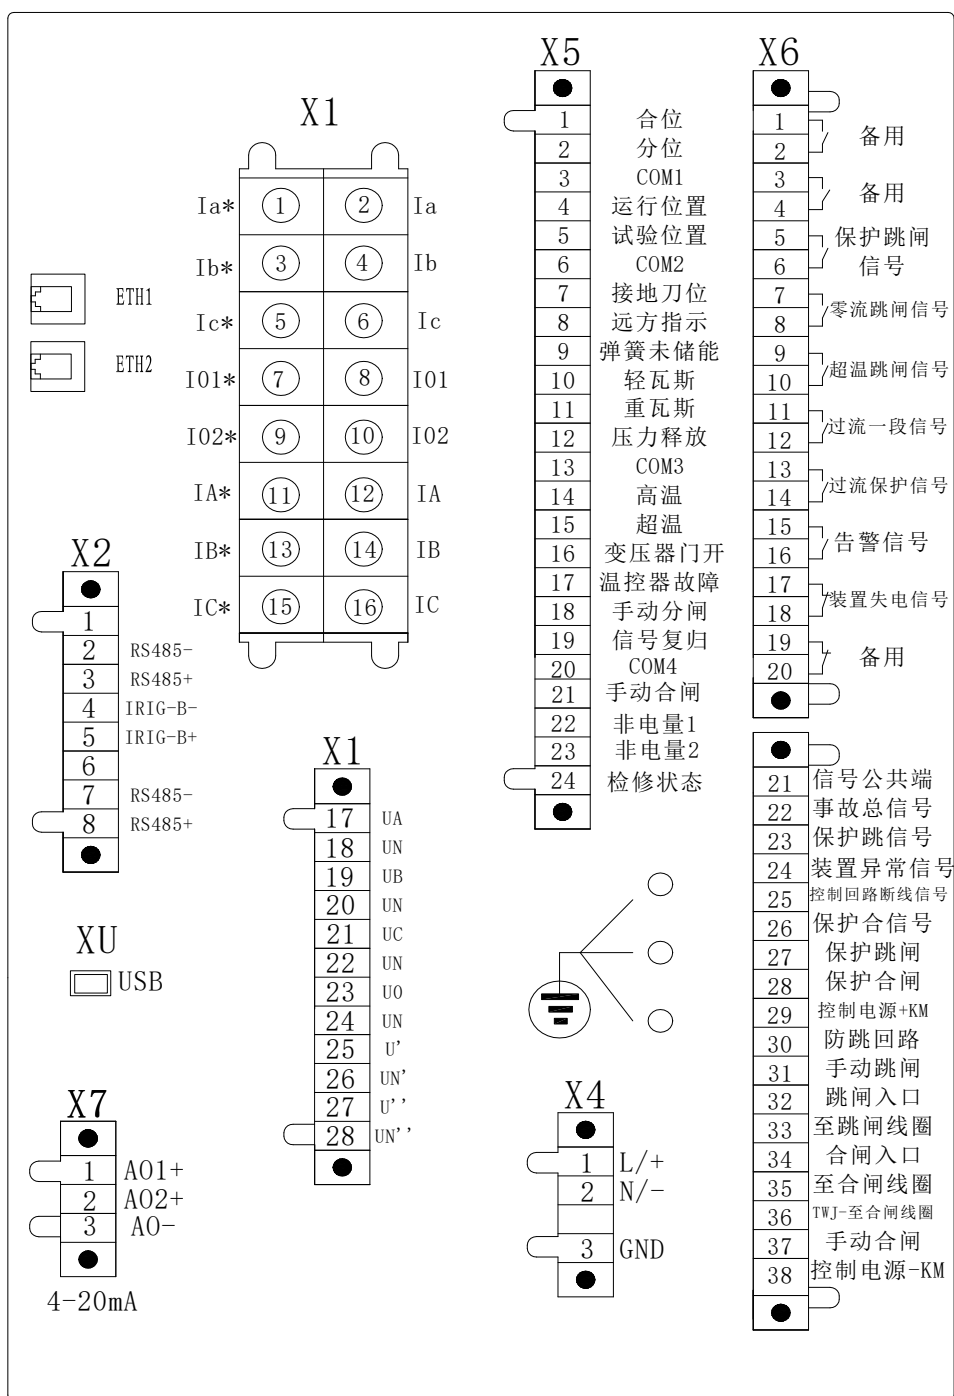 X1
Ia* 1 2 Ia
Ib* 3 4 Ib
Ic* 5 6 Ic
I01* 7 8 I01
I02* 9 10 I02
IA* 11 12 IA
IB* 13 14 IB
IC* 15 16 IC
ETH1
ETH2
X2
1
2 RS485-
3 RS485+
4 IRIG-B-
5 IRIG-B+
6
7 RS485-
8 RS485+
XU
USB
X7
1 AO1+
2 AO2+
3 AO-
4-20mA
X1
17 UA
18 UN
19 UB
20 UN
21 UC
22 UN
23 U0
24 UN
25 U'
26 UN'
27 U''
28 UN''
X5
1 合位
2 分位
3 COM1
4 运行位置
5 试验位置
6 COM2
7 接地刀位
8 远方指示
9 弹簧未储能
10 轻瓦斯
11 重瓦斯
12 压力释放
13 COM3
14 高温
15 超温
16 变压器门开
17 温控器故障
18 手动分闸
19 信号复归
20 COM4
21 手动合闸
22 非电量1
23 非电量2
24 检修状态
X4
1 L/+
2 N/-
3 GND
X6
1
2
备用
3
4
备用
5
6
保护跳闸
信号
7
8
零流跳闸信号
9
10
超温跳闸信号
11
12
过流一段信号
13
14
过流保护信号
15
16
告警信号
17
18
装置失电信号
19
20
备用
21 信号公共端
22 事故总信号
23 保护跳信号
24 装置异常信号
25 控制回路断线信号
26 保护合信号
27 保护跳闸
28 保护合闸
29 控制电源+KM
30 防跳回路
31 手动跳闸
32 跳闸入口
33 至跳闸线圈
34 合闸入口
35 至合闸线圈
36 TWJ-至合闸线圈
37 手动合闸
38 控制电源-KM